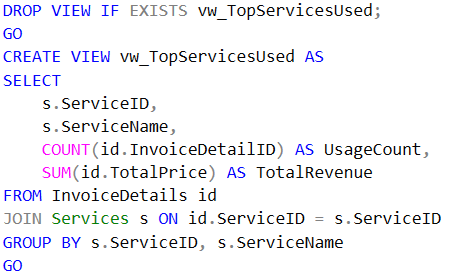 DROP VIEW IF EXISTS vw_TopServicesUsed;
GO
CREATE VIEW vw_TopServicesUsed AS
SELECT
    s.ServiceID,
    s.ServiceName,
    COUNT(id.InvoiceDetailID) AS UsageCount,
    SUM(id.TotalPrice) AS TotalRevenue
FROM InvoiceDetails id
JOIN Services s ON id.ServiceID = s.ServiceID
GROUP BY s.ServiceID, s.ServiceName
GO